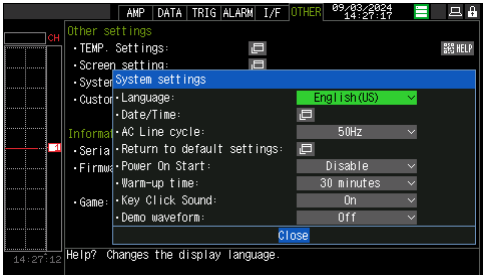 AMP DATA TRIG ALARM I/F OTHER 09/03/2024 14:27:17
CH
Other settings
・TEMP. Settings:
HELP
・Screen setting:
・System
System settings
・Custom
・Language: English(US)
・Date/Time:
・AC Line cycle: 50Hz
Informat
・Return to default settings:
・Seria
・Power On Start: Disable
・Firmwa
・Warm-up time: 30 minutes
・Game:
・Key Click Sound: On
・Demo waveform: Off
Close
14:27:12
Help? Changes the display language.